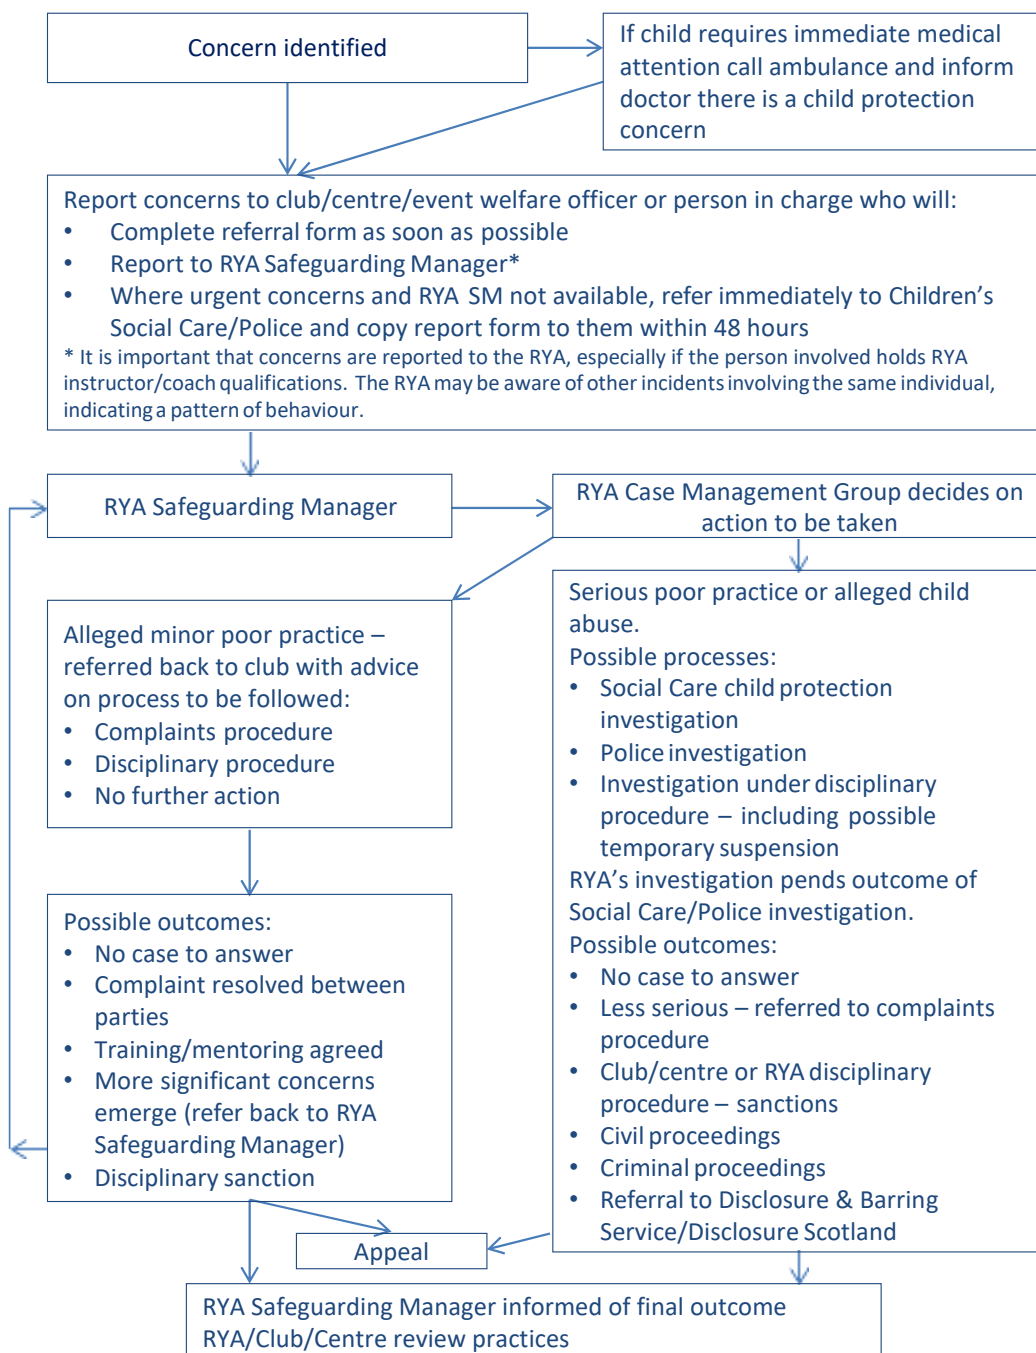 Concern identified
If child requires immediate medical
attention call ambulance and inform
doctor there is a child protection
concern
Report concerns to club/centre/event welfare officer or person in charge who will:
• Complete referral form as soon as possible
• Report to RYA Safeguarding Manager*
• Where urgent concerns and RYA SM not available, refer immediately to Children’s
Social Care/Police and copy report form to them within 48 hours
* It is important that concerns are reported to the RYA, especially if the person involved holds RYA
instructor/coach qualifications. The RYA may be aware of other incidents involving the same individual,
indicating a pattern of behaviour.
RYA Safeguarding Manager
RYA Case Management Group decides on
action to be taken
Alleged minor poor practice –
referred back to club with advice
on process to be followed:
• Complaints procedure
• Disciplinary procedure
• No further action
Serious poor practice or alleged child
abuse.
Possible processes:
• Social Care child protection
investigation
• Police investigation
• Investigation under disciplinary
procedure – including possible
temporary suspension
RYA’s investigation pends outcome of
Social Care/Police investigation.
Possible outcomes:
• No case to answer
• Less serious – referred to complaints
procedure
• Club/centre or RYA disciplinary
procedure – sanctions
• Civil proceedings
• Criminal proceedings
• Referral to Disclosure & Barring
Service/Disclosure Scotland
Possible outcomes:
• No case to answer
• Complaint resolved between
parties
• Training/mentoring agreed
• More significant concerns
emerge (refer back to RYA
Safeguarding Manager)
• Disciplinary sanction
Appeal
RYA Safeguarding Manager informed of final outcome
RYA/Club/Centre review practices